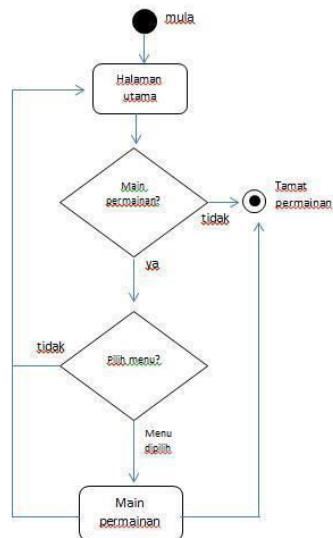 mula
Halaman
utama
Main
permainan?
Tamat
permainan
tidak
ya
tidak
Pilih menu?
Menu
dipilih
Main
permainan